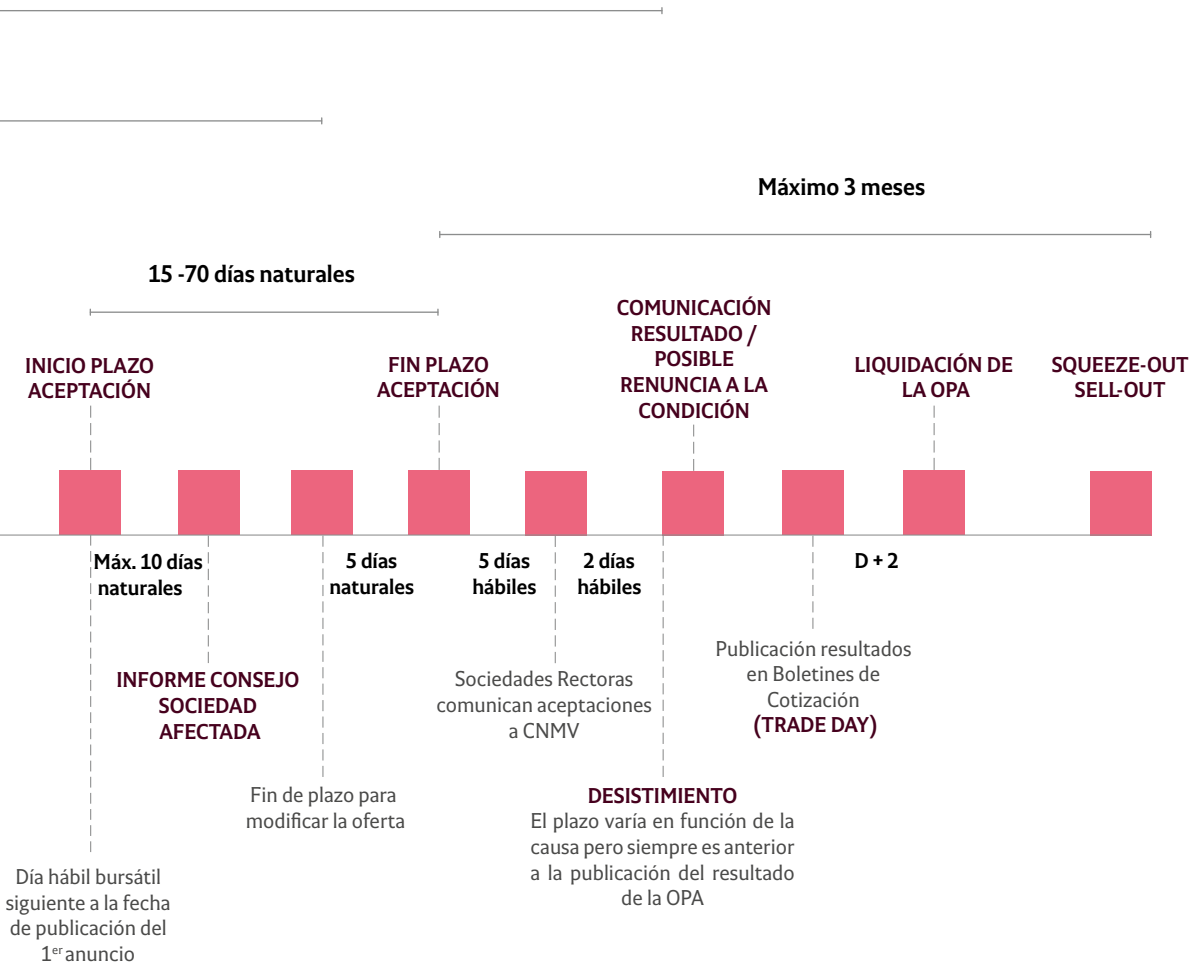 Máximo 3 meses
15 -70 días naturales
INICIO PLAZO
ACEPTACIÓN
FIN PLAZO
ACEPTACIÓN
COMUNICACIÓN
RESULTADO /
POSIBLE
RENUNCIA A LA
CONDICIÓN
LIQUIDACIÓN DE
LA OPA
SQUEEZE-OUT
SELL-OUT
Máx. 10 días
naturales
5 días
naturales
5 días
hábiles
2 días
hábiles
D + 2
INFORME CONSEJO
SOCIEDAD
AFECTADA
Sociedades Rectoras
comunican aceptaciones
a CNMV
Publicación resultados
en Boletines de
Cotización
(TRADE DAY)
Fin de plazo para
modificar la oferta
DESISTIMIENTO
El plazo varía en función de la
causa pero siempre es anterior
a la publicación del resultado
de la OPA
Día hábil bursátil
siguiente a la fecha
de publicación del
1er anuncio